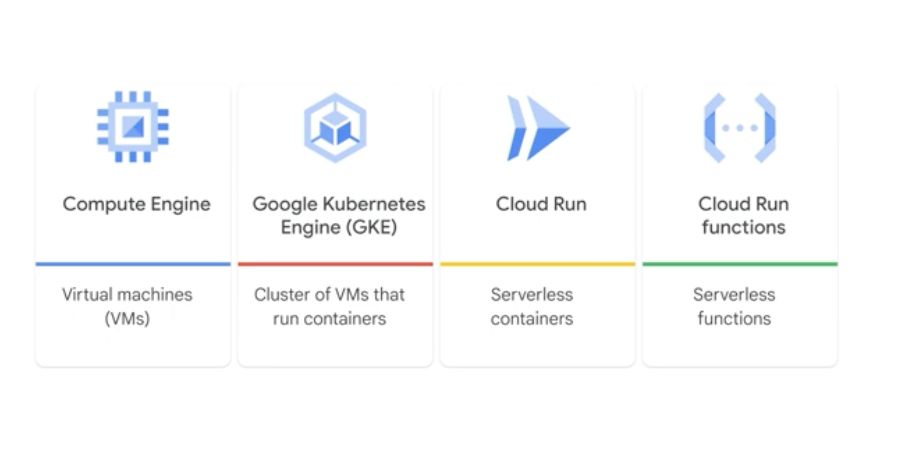 Compute Engine
Virtual machines
(VMs)
Google Kubernetes
Engine (GKE)
Cluster of VMs that
run containers
Cloud Run
Serverless
containers
Cloud Run
functions
Serverless
functions